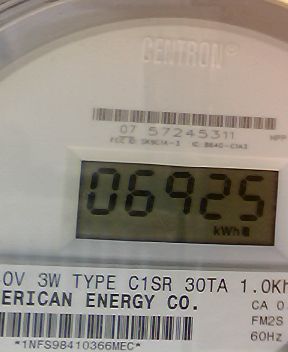 CENTRON®
07 57245311
06925
kWh
0V 3W TYPE C1SR 30TA 1.0Kh
ERICAN ENERGY CO.
CA 0
FM2S
60Hz
*1NFS98410366MEC*